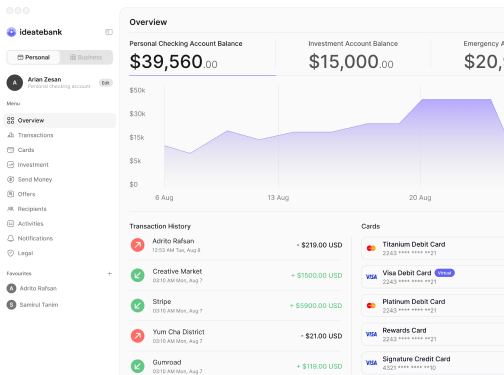 ideatebank
Personal
Business
A
Arian Zesan
Personal checking account
Edit
Menu
Overview
Transactions
Cards
Investment
Send Money
Offers
Recipients
Activities
Notifications
Legal
Favourites
+
A
Adrito Rafsan
S
Samirul Tanim
Overview
Personal Checking Account Balance
$39,560.00
Investment Account Balance
$15,000.00
Emergency A
$20,
$50k
$30k
$15k
$5k
$0
6 Aug
13 Aug
20 Aug
Transaction History
Adrito Rafsan
12:53 AM Tue, Aug 8
- $219.00 USD
Creative Market
03:10 AM Mon, Aug 7
+ $1500.00 USD
Stripe
03:10 AM Mon, Aug 7
+ $5900.00 USD
Yum Cha District
03:10 AM Mon, Aug 7
- $21.00 USD
Gumroad
03:10 AM Mon, Aug 7
+ $119.00 USD
Cards
Titanium Debit Card
2243 **** **** **21
VISA
Visa Debit Card
Virtual
2243 **** **** **21
Platinum Debit Card
2243 **** **** **21
VISA
Rewards Card
2243 **** **** **21
VISA
Signature Credit Card
4321 **** **** **10